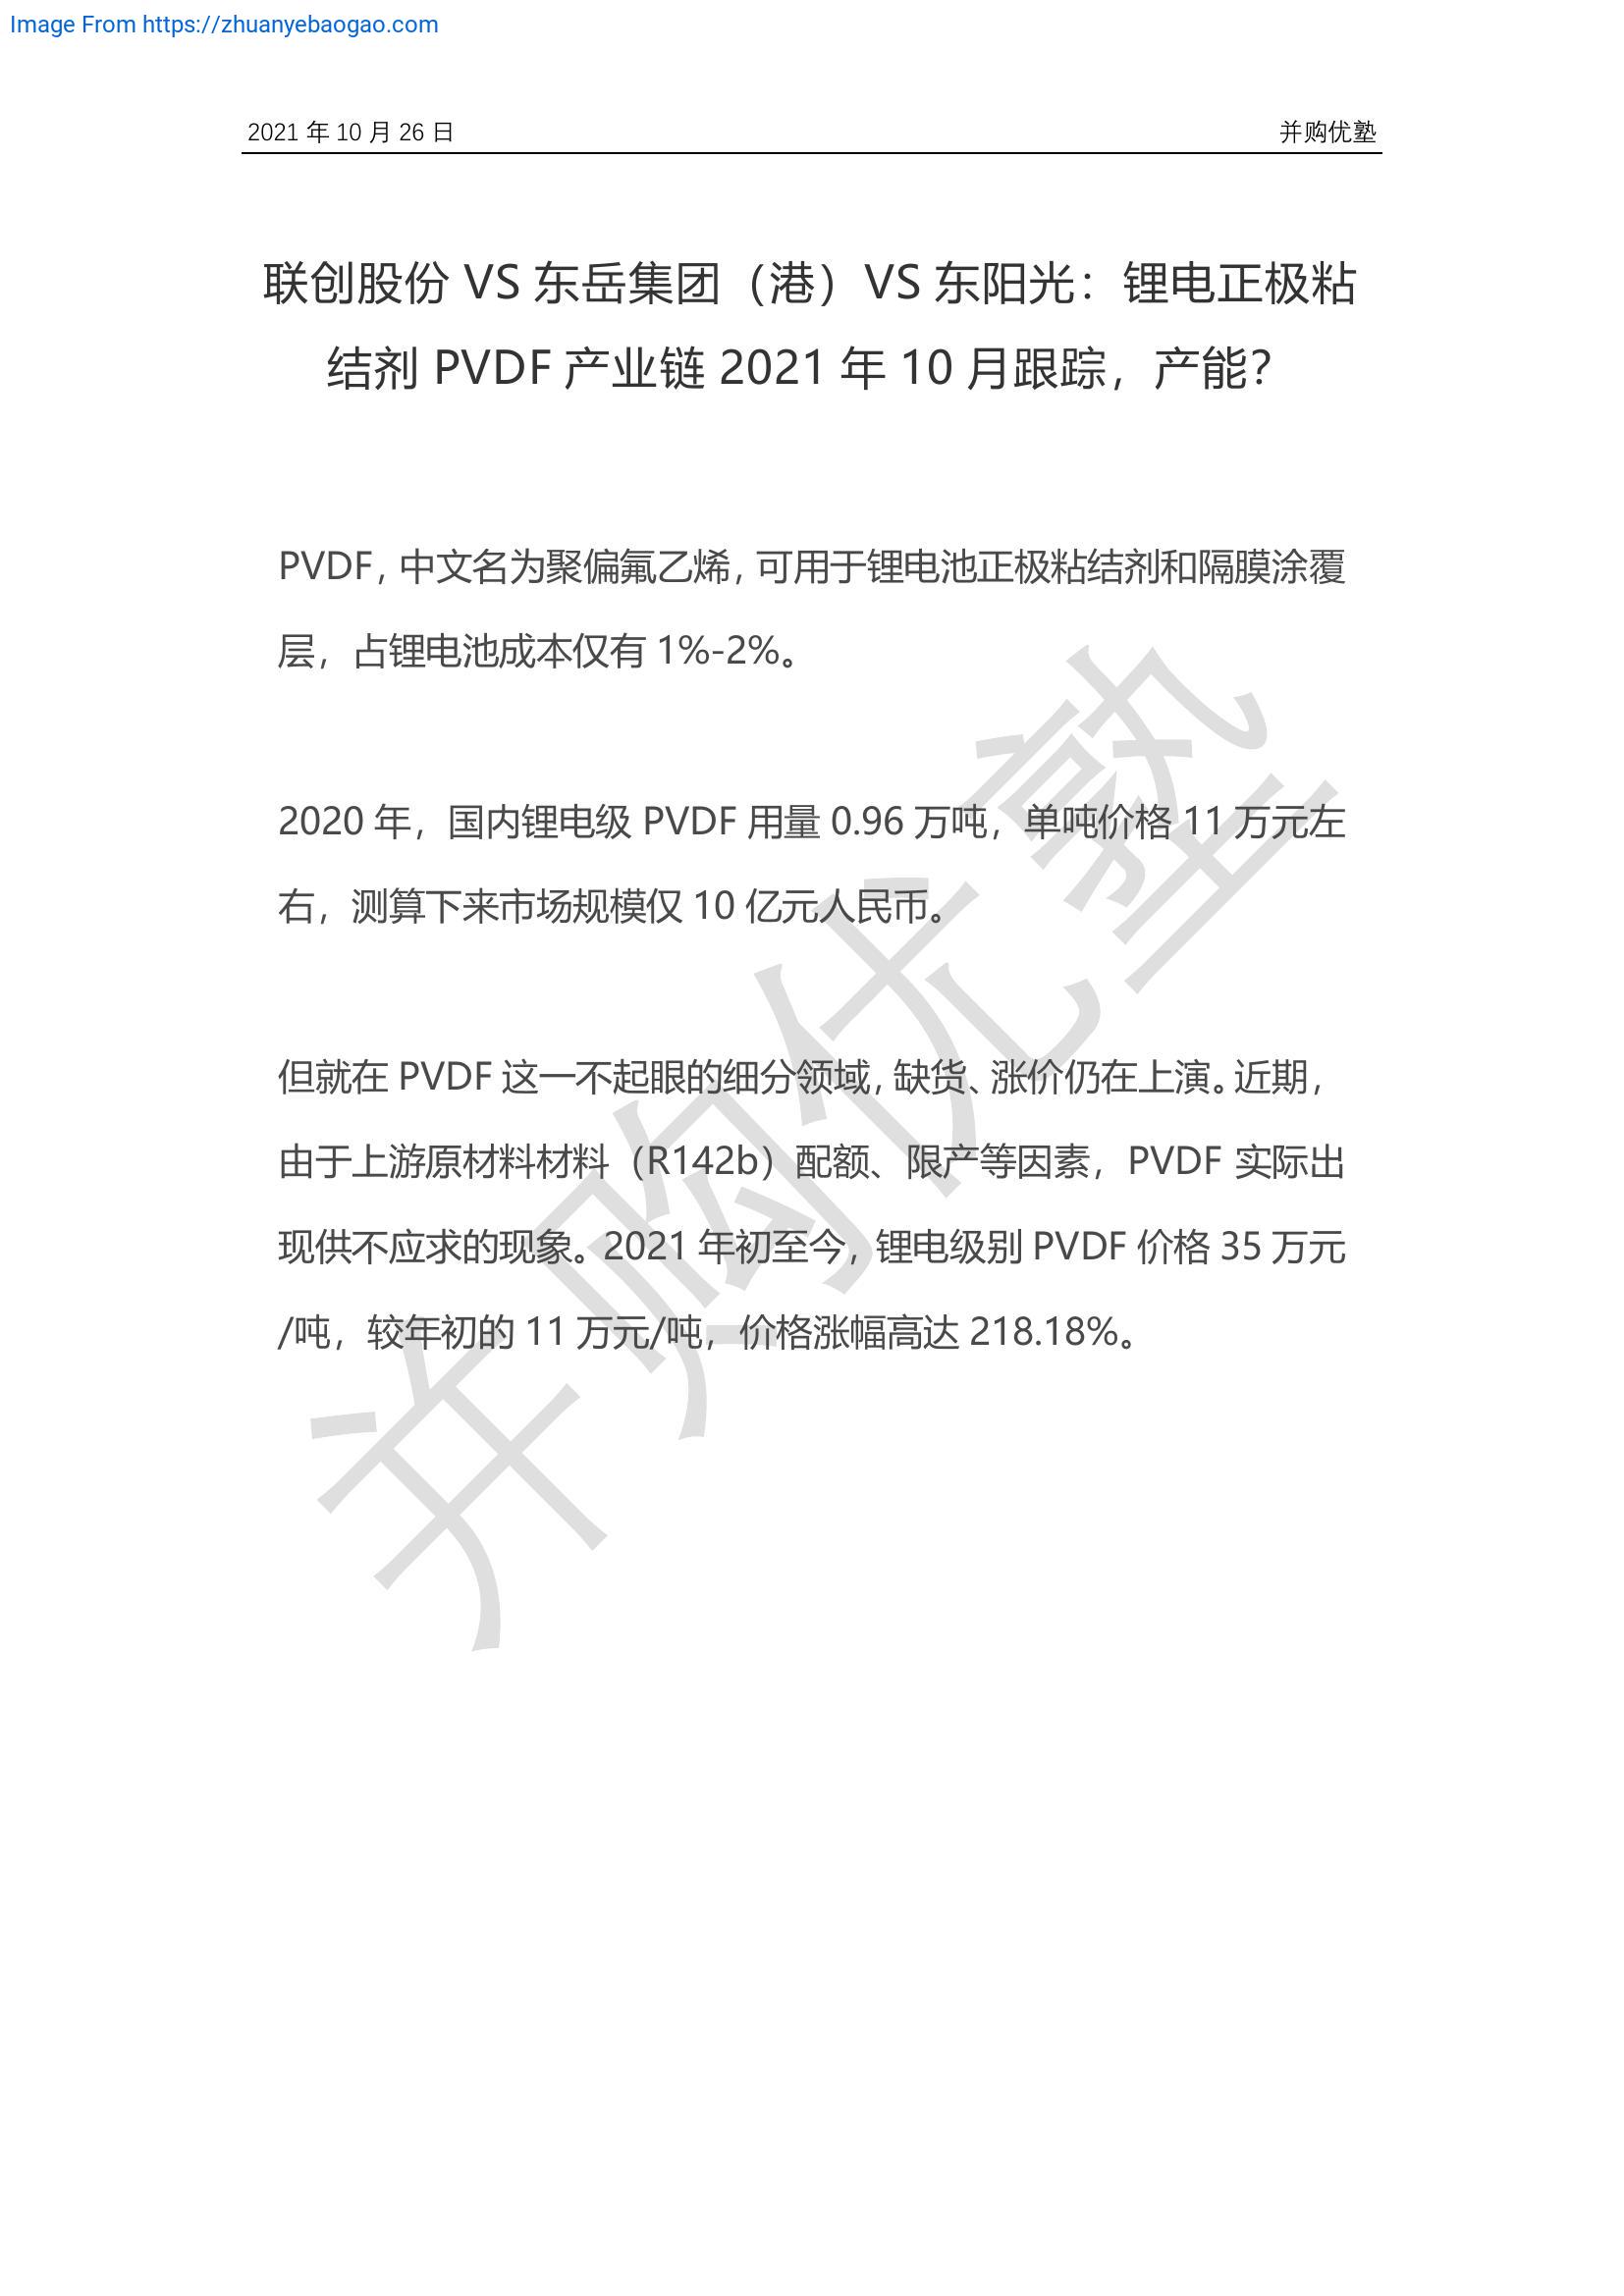 Image From https://zhuanyebaogao.com
2021 年 10 月 26 日 并购优塾
联创股份 VS 东岳集团（港）VS 东阳光：锂电正极粘
结剂 PVDF 产业链 2021 年 10 月跟踪，产能？
PVDF，中文名为聚偏氟乙烯，可用于锂电池正极粘结剂和隔膜涂覆
层，占锂电池成本仅有 1%-2%。
2020 年，国内锂电级 PVDF 用量 0.96 万吨，单吨价格 11 万元左
右，测算下来市场规模仅 10 亿元人民币。
但就在 PVDF 这一不起眼的细分领域，缺货、涨价仍在上演。近期，
由于上游原材料材料（R142b）配额、限产等因素，PVDF 实际出
现供不应求的现象。2021 年初至今，锂电级别 PVDF 价格 35 万元
/吨，较年初的 11 万元/吨，价格涨幅高达 218.18%。
并购优塾